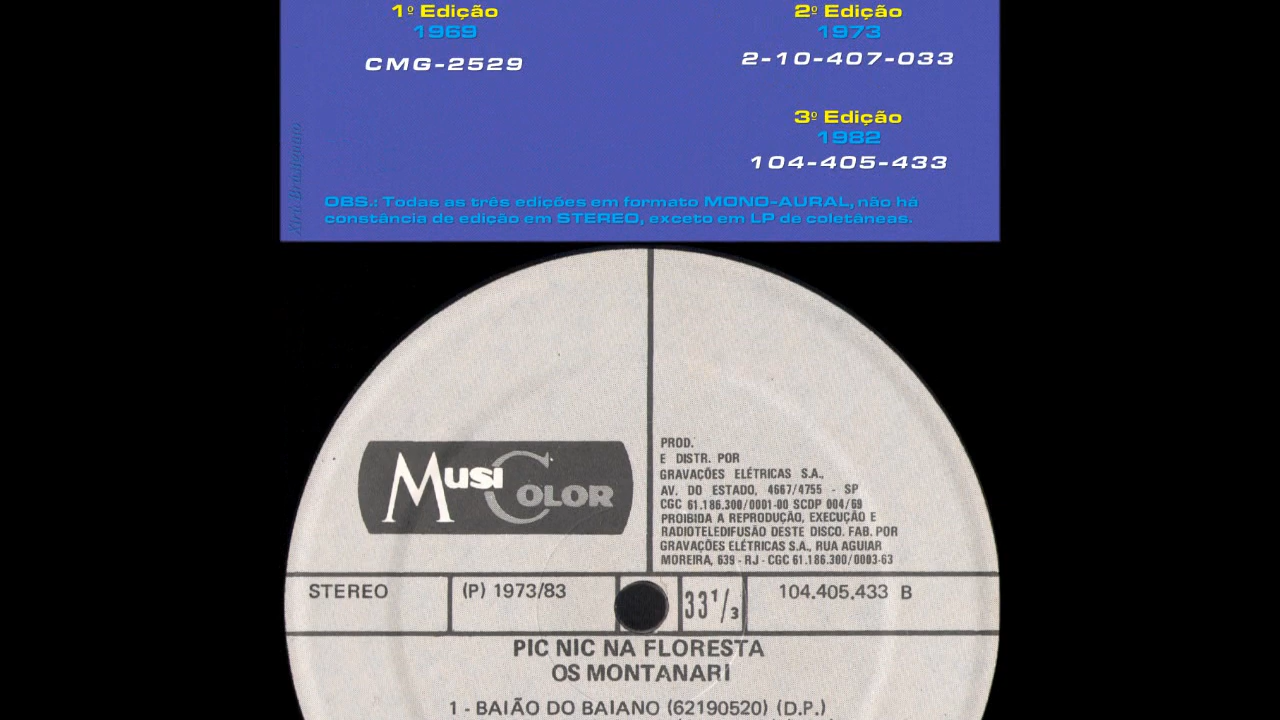 1º Edição
1969
CMG-2529
2º Edição
1973
2-10-407-033
3º Edição
1982
104-405-433
OBS.: Todas as três edições em formato MONO-AURAL, não há
constância de edição em STEREO, exceto em LP de coletâneas.
MUSICOLOR
PROD.
E DISTR. POR
GRAVAÇÕES ELÉTRICAS S.A.,
AV. DO ESTADO, 4667/4755 - SP
CGC 61.186.300/0001-00 SCDP 004/69
PROIBIDA A REPRODUÇÃO, EXECUÇÃO E
RADIOTELEDIFUSÃO DESTE DISCO. FAB. POR
GRAVAÇÕES ELÉTRICAS S.A., RUA AGUIAR
MOREIRA, 639 - RJ - CGC 61.186.300/0003-63
STEREO (P) 1973/83 33 1/3 104.405.433 B
PIC NIC NA FLORESTA
OS MONTANARI
1 - BAIÃO DO BAIANO (62190520) (D.P.)